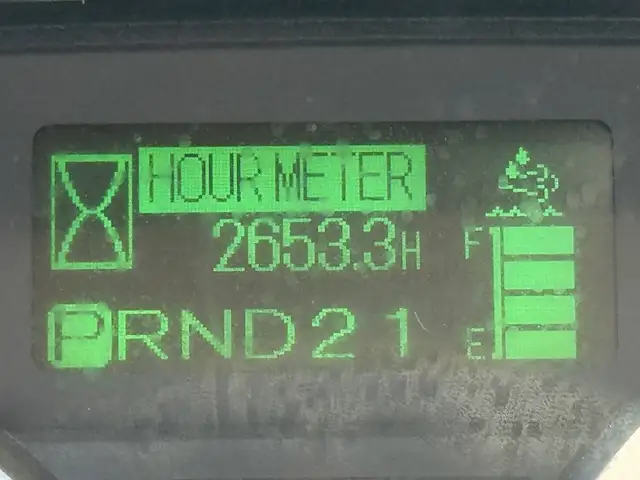 HOUR METER
2653.3H
F
E
PRND21